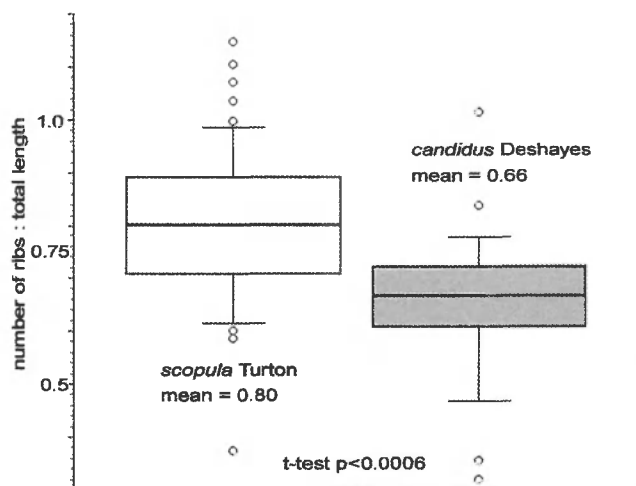 number of ribs : total length
1.0
0.75
0.5
candidus Deshayes
mean = 0.66
scopula Turton
mean = 0.80
t-test p<0.0006